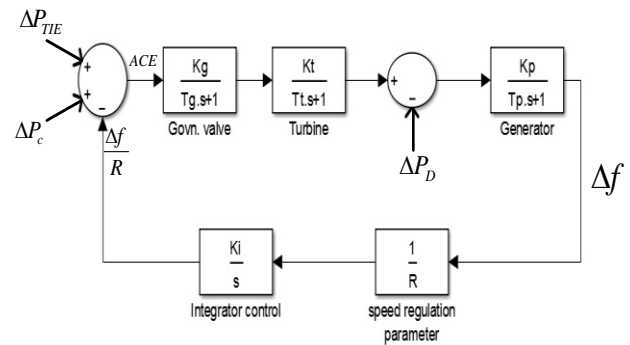 ΔP_TIE
+
+
−
ΔP_c
ACE
Kg
Tg.s+1
Govn. valve
Kt
Tt.s+1
Turbine
+
−
ΔP_D
Kp
Tp.s+1
Generator
Δf
Δf
R
Ki
s
Integrator control
1
R
speed regulation
parameter